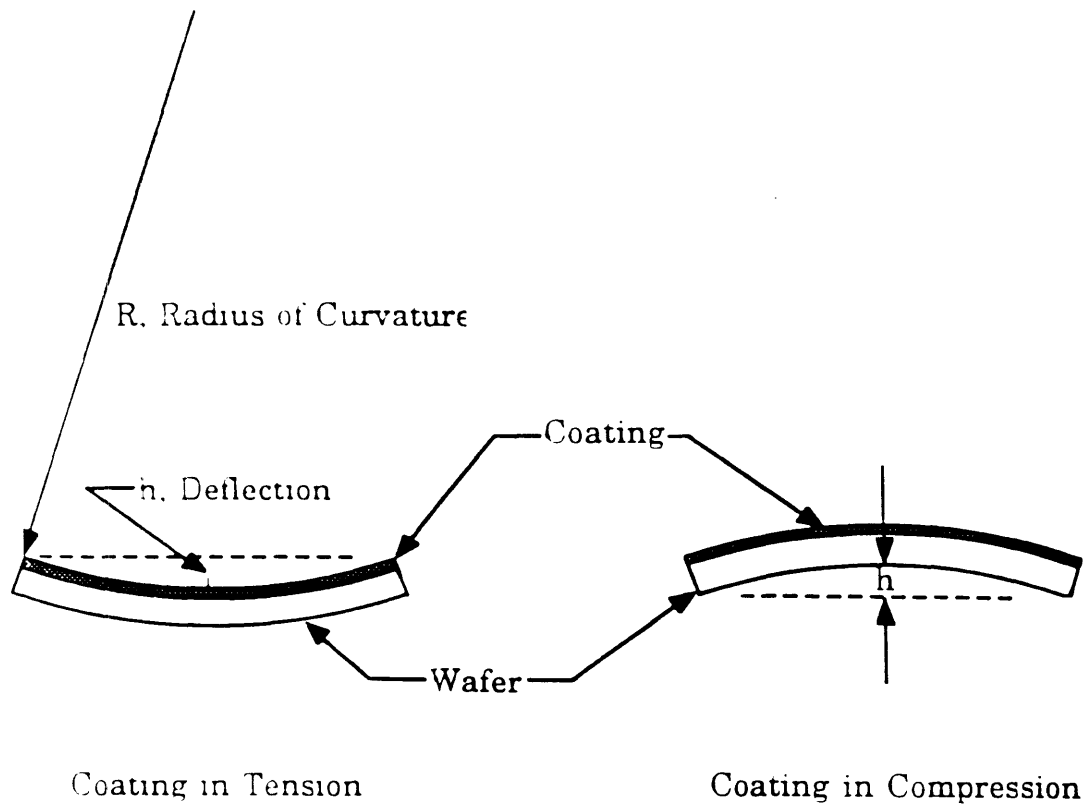 R. Radius of Curvature
Coating
h. Deflection
h
Wafer
Coating in Tension
Coating in Compression